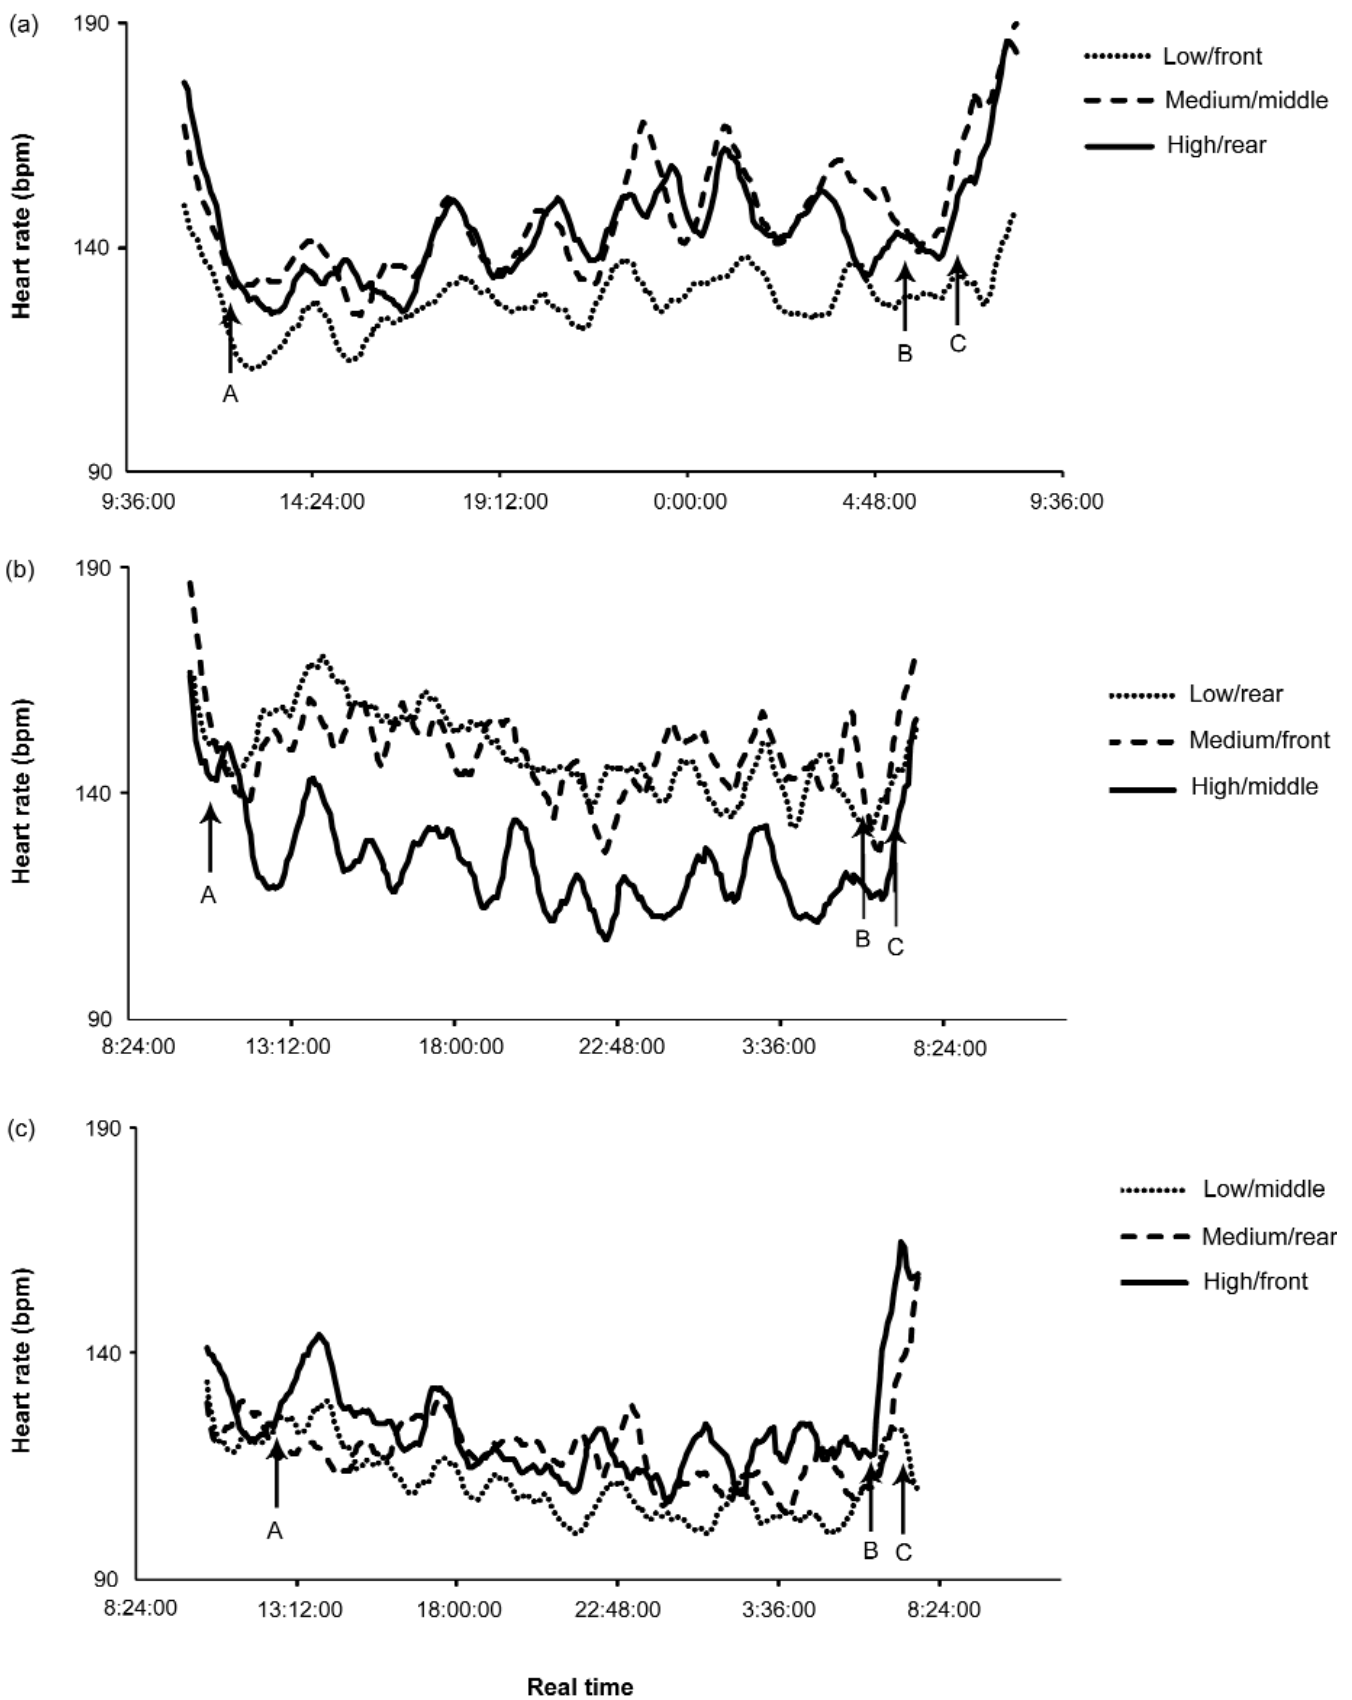 (a)
190
140
90
Heart rate (bpm)
Low/front
Medium/middle
High/rear
A
B
C
9:36:00 14:24:00 19:12:00 0:00:00 4:48:00 9:36:00
(b)
190
140
90
Heart rate (bpm)
Low/rear
Medium/front
High/middle
A
B
C
8:24:00 13:12:00 18:00:00 22:48:00 3:36:00 8:24:00
(c)
190
140
90
Heart rate (bpm)
Low/middle
Medium/rear
High/front
A
B
C
8:24:00 13:12:00 18:00:00 22:48:00 3:36:00 8:24:00
Real time